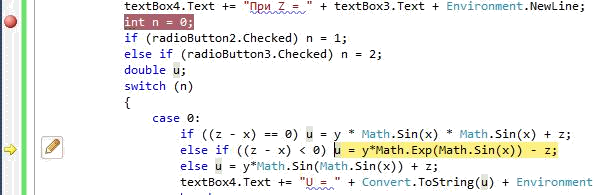 textBox4.Text += "При Z = " + textBox3.Text + Environment.NewLine;
int n = 0;
if (radioButton2.Checked) n = 1;
else if (radioButton3.Checked) n = 2;
double u;
switch (n)
{
case 0:
if ((z - x) == 0) u = y * Math.Sin(x) * Math.Sin(x) + z;
else if ((z - x) < 0) u = y*Math.Exp(Math.Sin(x)) - z;
else u = y*Math.Sin(Math.Sin(x)) + z;
textBox4.Text += "U = " + Convert.ToString(u) + Environment